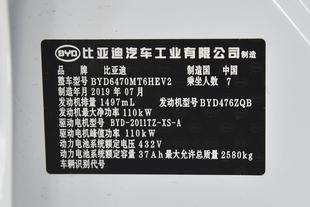 BYD 比亚迪汽车工业有限公司 制造
品牌 比亚迪 制造国 中国
整车型号 BYD6470MT6HEV2 乘坐人数 7
制造年月 2019 年 07 月
发动机排量 1497mL 发动机型号 BYD476ZQB
发动机最大净功率 110kW
驱动电机型号 BYD-2011TZ-XS-A
驱动电机峰值功率 110kW
动力电池系统额定电压 432V
动力电池系统额定容量 37Ah 最大允许总质量 2580kg
车辆识别代号